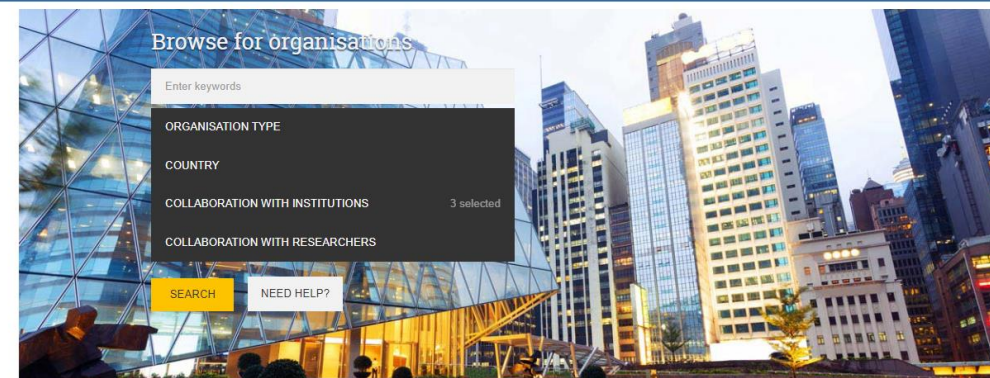 Browse for organisations
Enter keywords
ORGANISATION TYPE
COUNTRY
COLLABORATION WITH INSTITUTIONS 3 selected
COLLABORATION WITH RESEARCHERS
SEARCH NEED HELP?